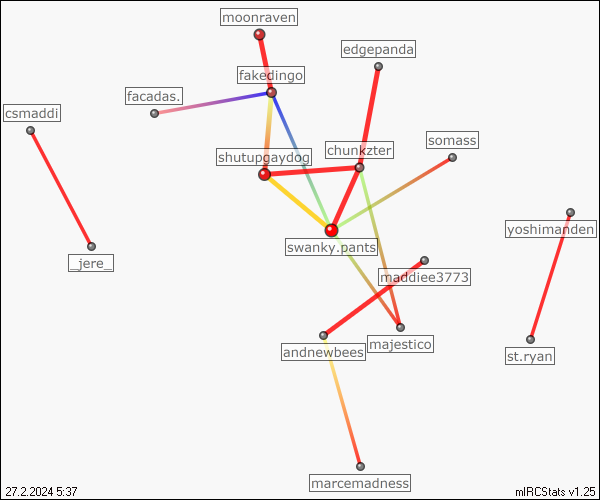 moonraven
edgepanda
fakedingo
facadas.
csmaddi
somass
chunkzter
shutupgaydog
yoshimanden
swanky.pants
_jere_
maddiee3773
majestico
andnewbees
st.ryan
marcemadness
27.2.2024 5:37
mIRCStats v1.25